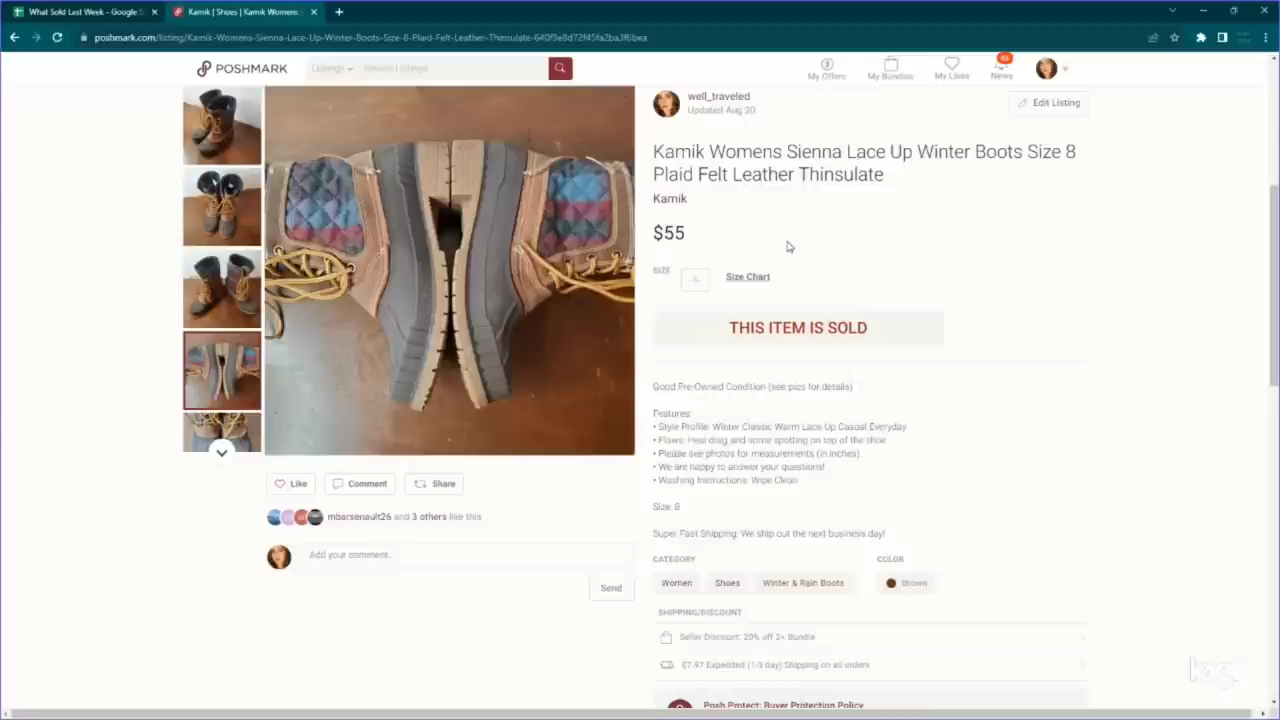 What Sold Last Week - Google S
Kamik | Shoes | Kamik Womens
poshmark.com/listing/Kamik-Womens-Sienna-Lace-Up-Winter-Boots-Size-8-Plaid-Felt-Leather-Thinsulate-
POSHMARK
Listings
My Offers
My Bundles
My Likes
News
well_traveled
Updated Aug 20
Edit Listing
Kamik Womens Sienna Lace Up Winter Boots Size 8
Plaid Felt Leather Thinsulate
Kamik
$55
SIZE
Size Chart
THIS ITEM IS SOLD
Good Pre-Owned Condition (see pics for details)
Features:
• Style Profile: Winter Classic Warm Lace Up Casual Everyday
• Flaws: Heal drag and some spotting on top of the shoe
• Please see photos for measurements (in inches)
• We are happy to answer your questions!
• Washing Instructions: Wipe Clean
Size: 8
Super Fast Shipping: We ship out the next business day!
CATEGORY
COLOR
Women
Shoes
Winter & Rain Boots
Brown
SHIPPING/DISCOUNT
Seller Discount: 20% off 2+ Bundle
$7.97 Expedited (1-3 day) Shipping on all orders
Posh Protect: Buyer Protection Policy
Like
Comment
Share
mbarsenault26 and 3 others like this
Add your comment.
Send